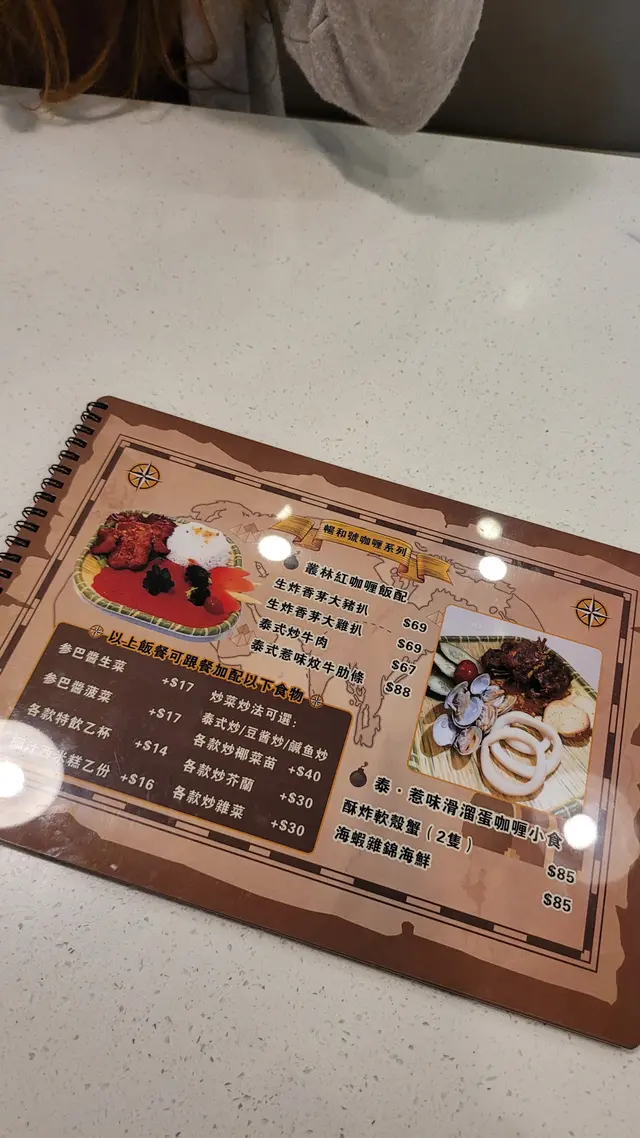 暢和號咖喱系列
叢林紅咖喱飯配
生炸香茅大豬扒 $69
生炸香茅大雞扒 $69
泰式炒牛肉 $67
泰式惹味炆牛肋條 $88
以上飯餐可跟餐加配以下食物
參巴醬生菜 +$17
參巴醬菠菜 +$17
各款特飲乙杯 +$14
糕乙份 +$16
炒菜炒法可選:
泰式炒/豆醬炒/鹹魚炒
各款炒椰菜苗 +$40
各款炒芥蘭 +$30
各款炒雜菜 +$30
泰．惹味滑溜蛋咖喱小食
酥炸軟殼蟹(2隻) $85
海蝦雜錦海鮮 $85